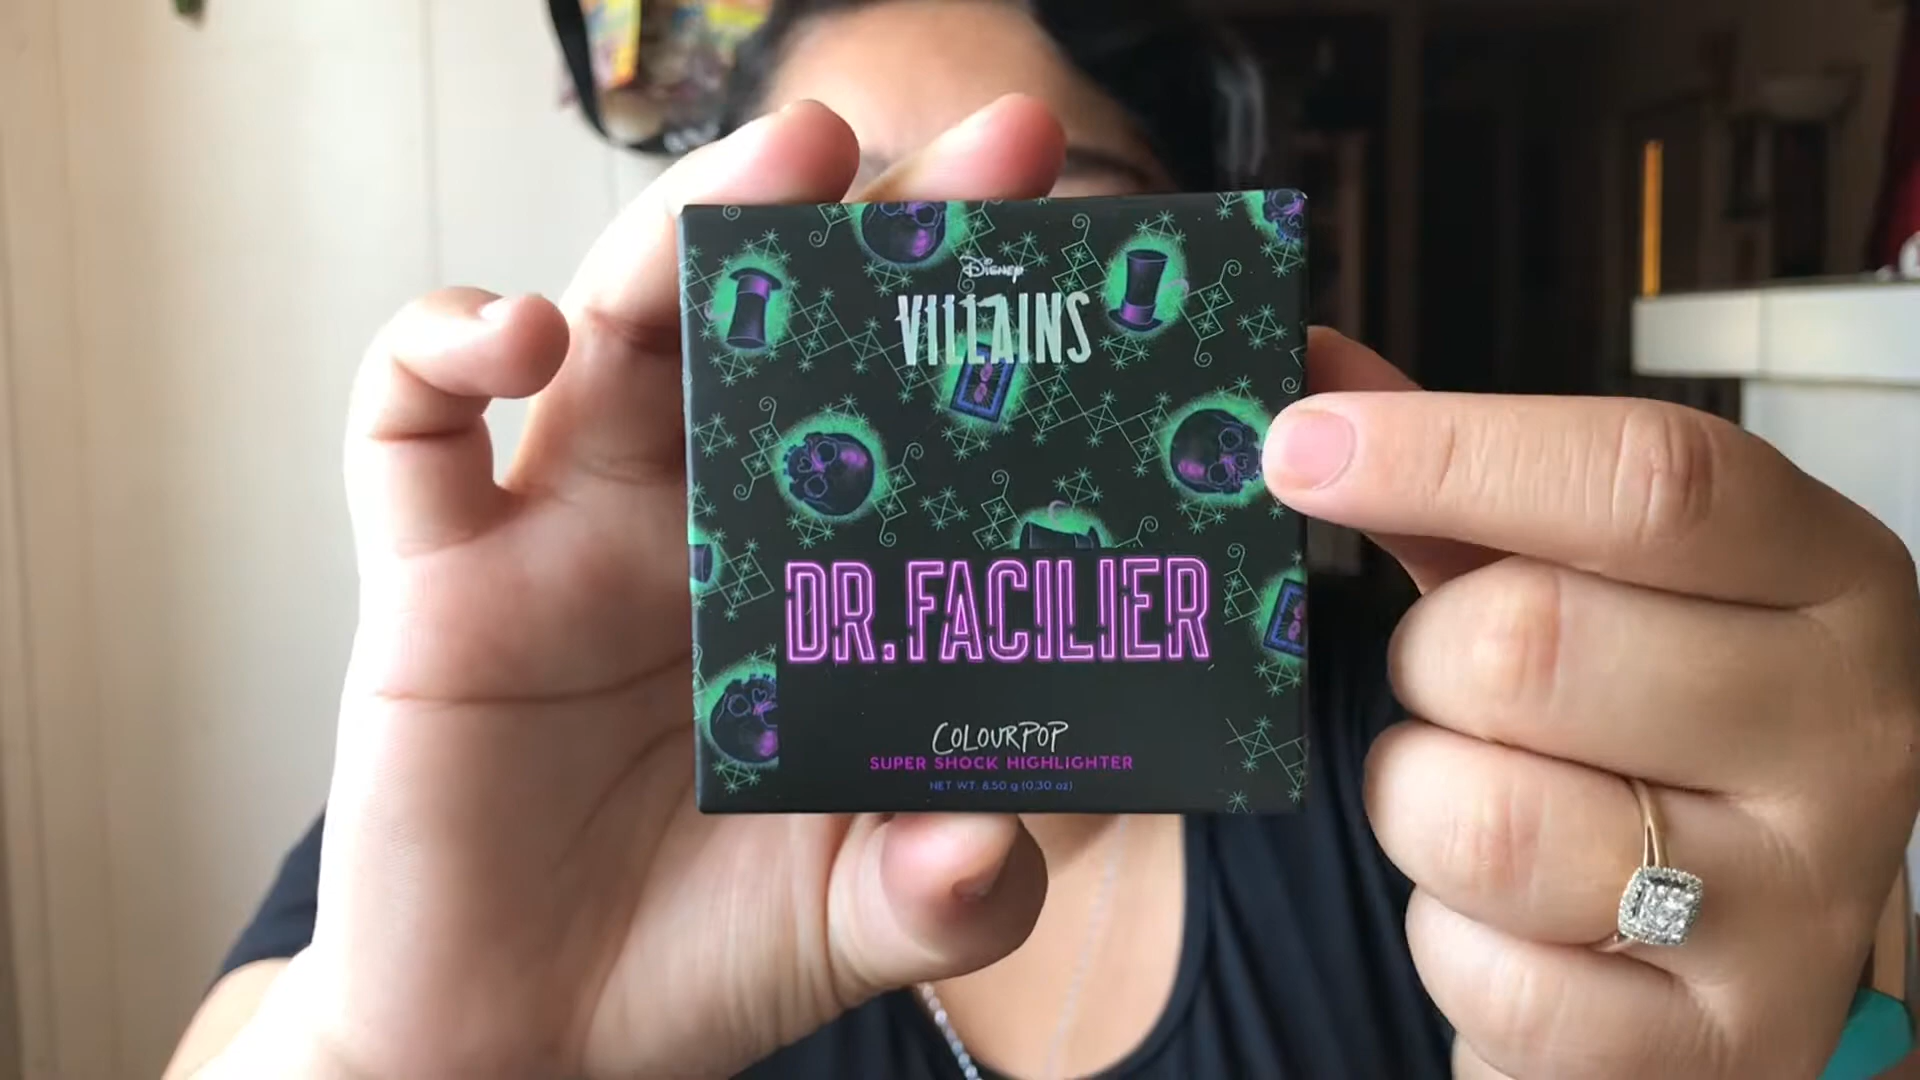 Disney
VILLAINS
DR. FACILIER
COLOURPOP
SUPER SHOCK HIGHLIGHTER
NET WT. 8.50 g (0.30 oz)